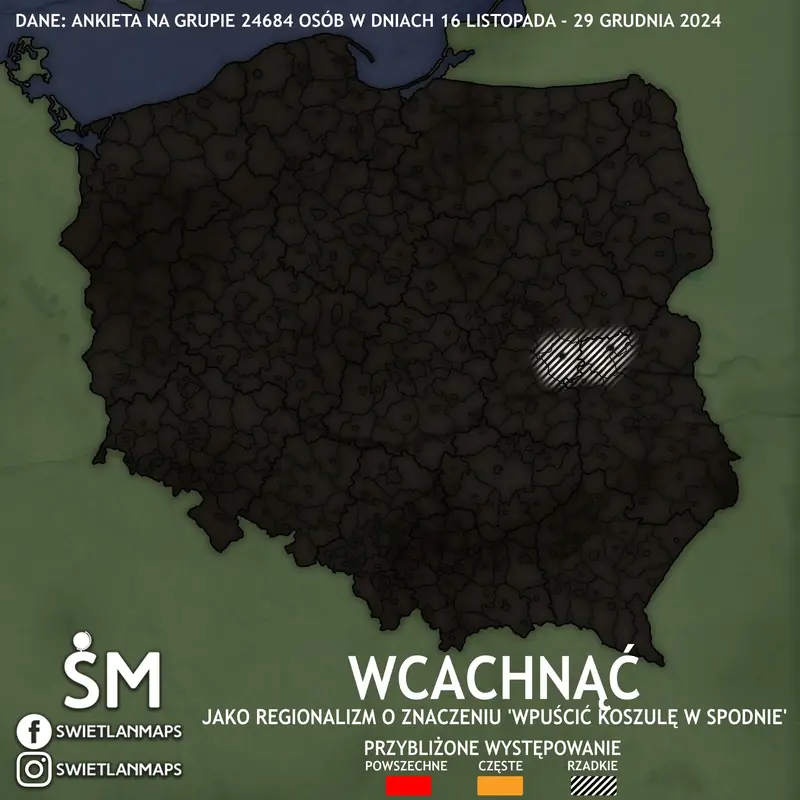 DANE: ANKIETA NA GRUPIE 24684 OSÓB W DNIACH 16 LISTOPADA - 29 GRUDNIA 2024
ŚM
WCACHNĄĆ
JAKO REGIONALIZM O ZNACZENIU 'WPUŚCIĆ KOSZULĘ W SPODNIE'
SWIETLANMAPS
SWIETLANMAPS
PRZYBLIŻONE WYSTĘPOWANIE
POWSZECHNE CZĘSTE RZADKIE